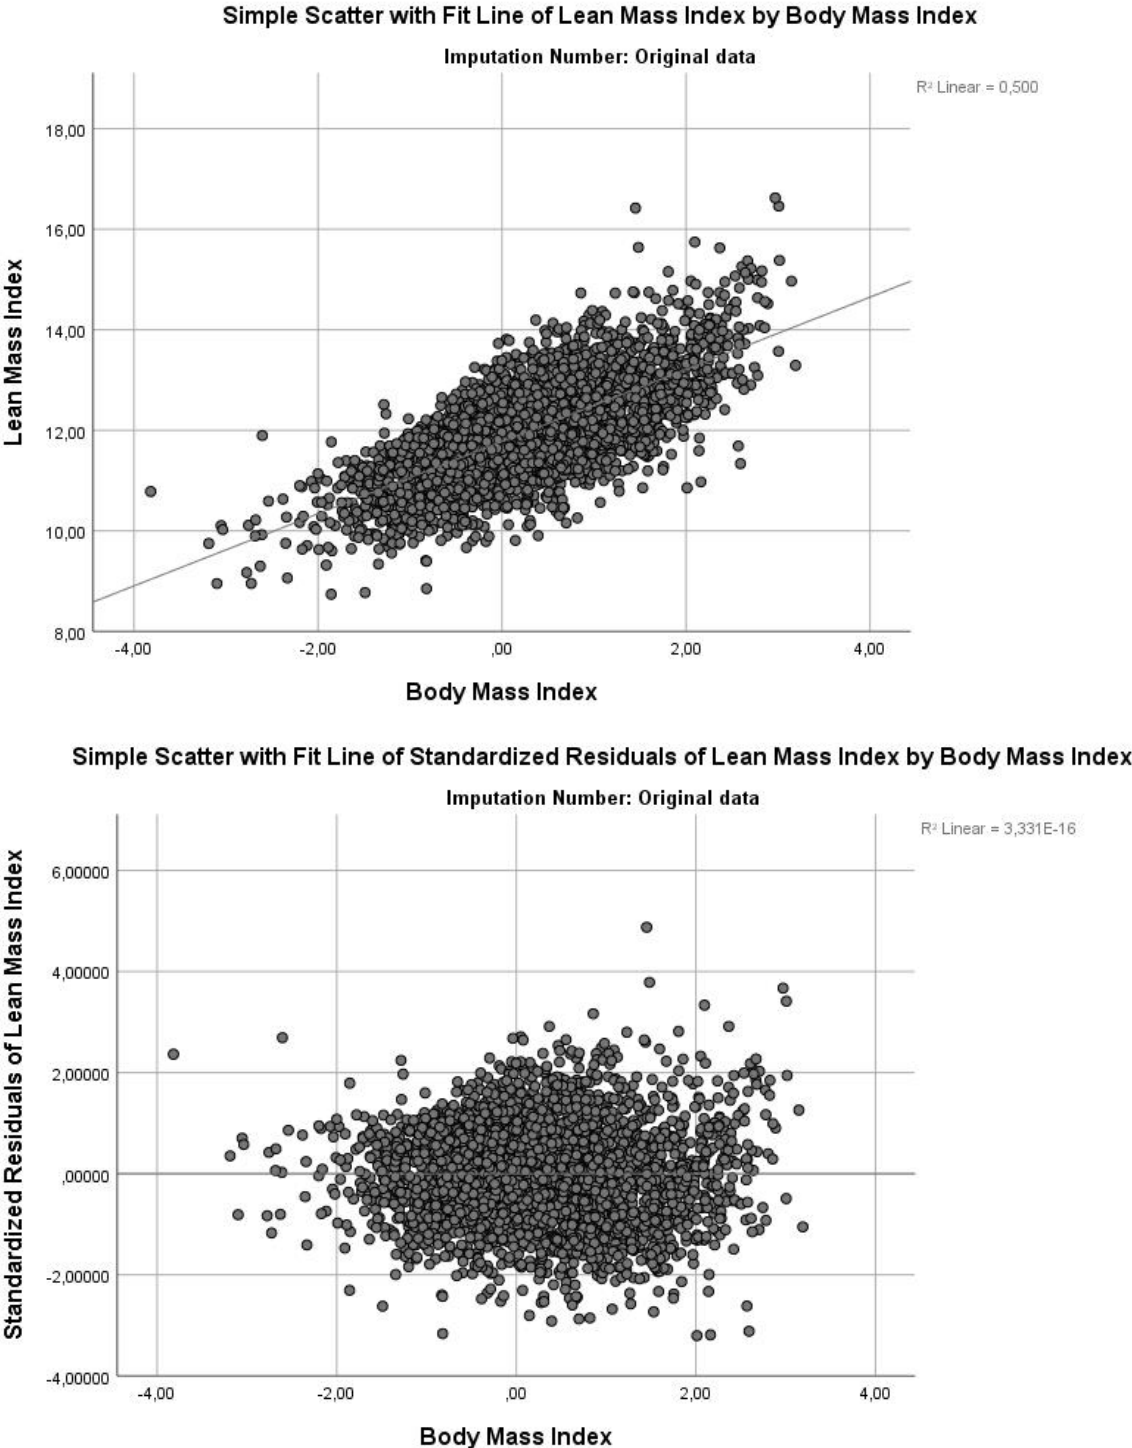 Simple Scatter with Fit Line of Lean Mass Index by Body Mass Index
Imputation Number: Original data
R² Linear = 0,500
18,00
16,00
14,00
12,00
10,00
8,00
Lean Mass Index
-4,00 -2,00 ,00 2,00 4,00
Body Mass Index
Simple Scatter with Fit Line of Standardized Residuals of Lean Mass Index by Body Mass Index
Imputation Number: Original data
R² Linear = 3,331E-16
6,00000
4,00000
2,00000
,00000
-2,00000
-4,00000
Standardized Residuals of Lean Mass Index
-4,00 -2,00 ,00 2,00 4,00
Body Mass Index